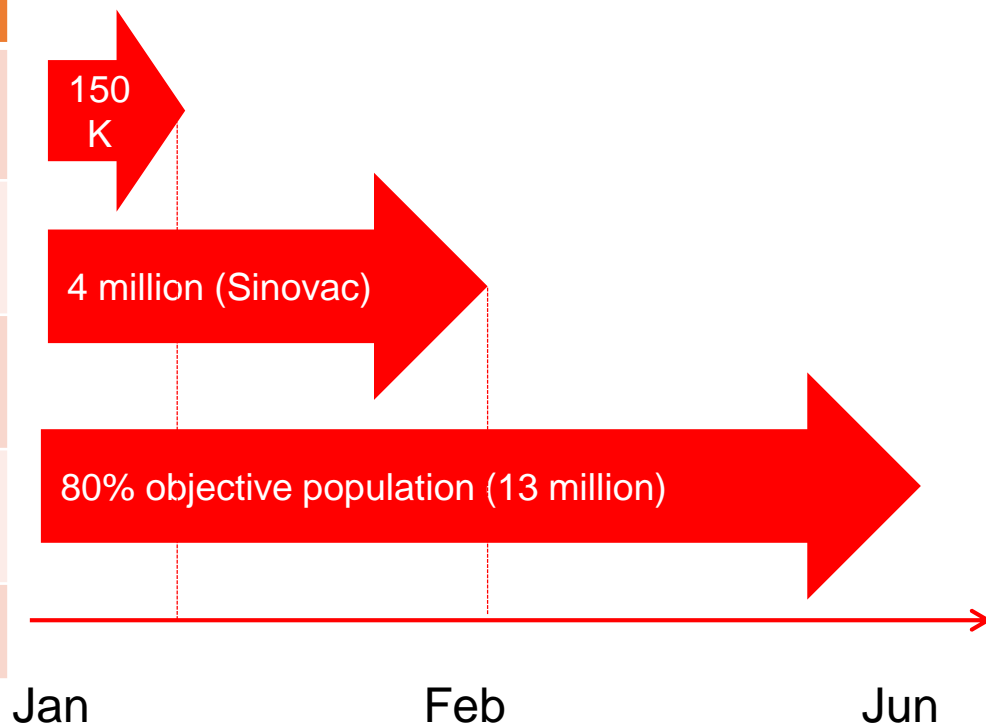 150
K
4 million (Sinovac)
80% objective population (13 million)
Jan Feb Jun